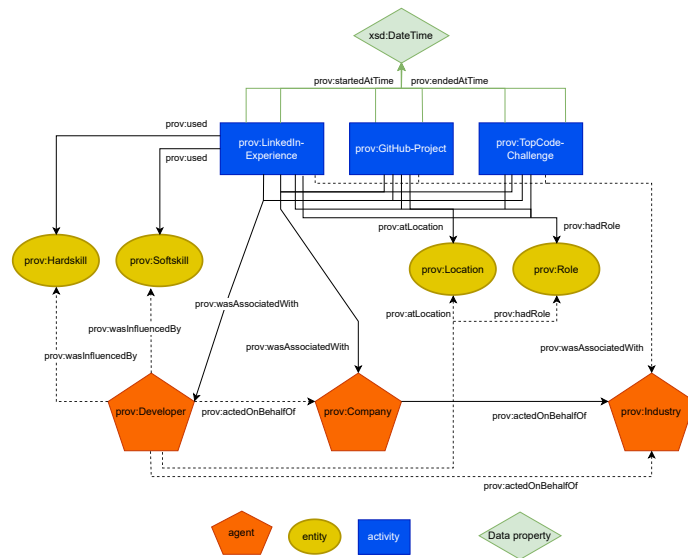 xsd:DateTime
prov:startedAtTime
prov:endedAtTime
prov:used
prov:used
prov:LinkedIn-
Experience
prov:GitHub-Project
prov:TopCode-
Challenge
prov:atLocation
prov:hadRole
prov:Hardskill
prov:Softskill
prov:Location
prov:Role
prov:wasAssociatedWith
prov:atLocation
prov:hadRole
prov:wasInfluencedBy
prov:wasAssociatedWith
prov:wasAssociatedWith
prov:wasInfluencedBy
prov:Developer
prov:actedOnBehalfOf
prov:Company
prov:actedOnBehalfOf
prov:Industry
prov:actedOnBehalfOf
agent
entity
activity
Data property